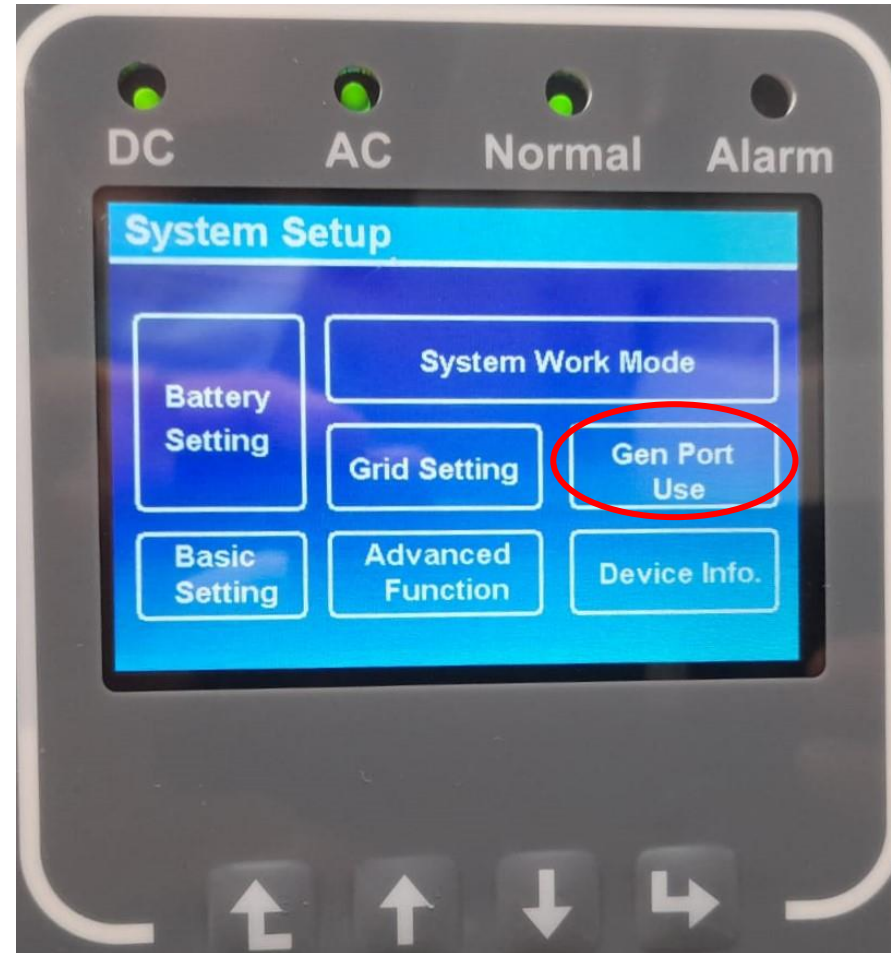 DC AC Normal Alarm
System Setup
Battery
Setting
System Work Mode
Grid Setting
Gen Port
Use
Basic
Setting
Advanced
Function
Device Info.